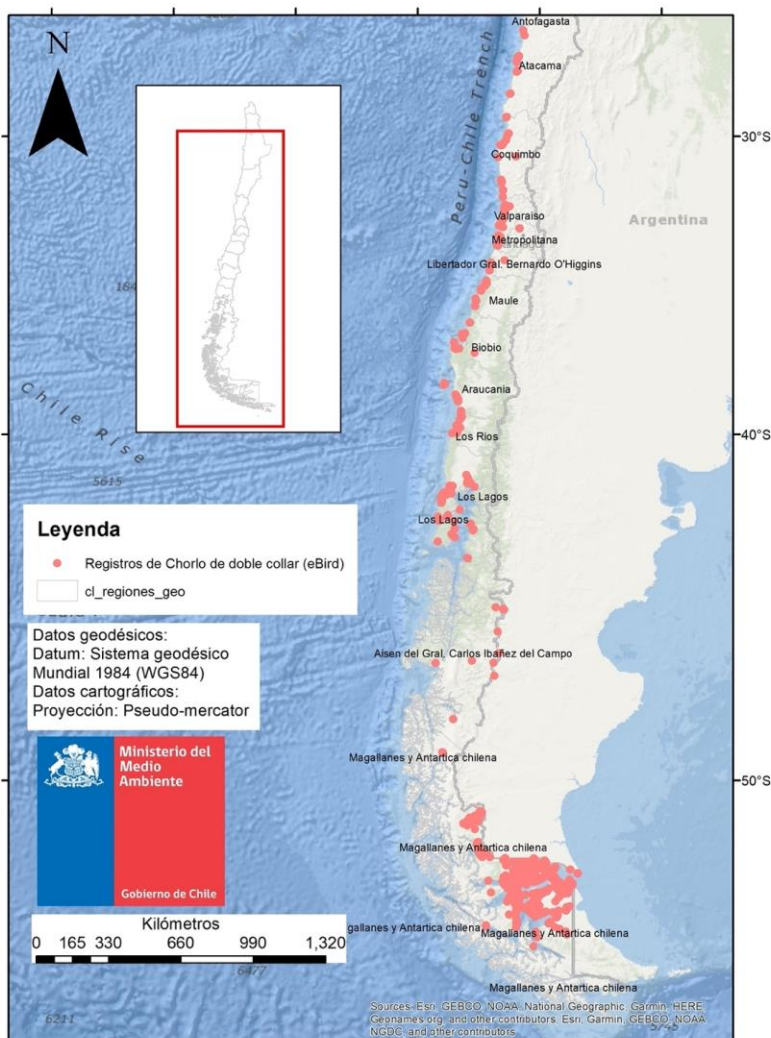 N
Antofagasta
Atacama
Peru-Chile Trench
30°S
Coquimbo
Valparaiso
Argentina
Metropolitana
Libertador Gral. Bernardo O'Higgins
Maule
Biobio
Chile Rise
Araucania
40°S
Los Rios
5615
Los Lagos
Los Lagos
Leyenda
Registros de Chorlo de doble collar (eBird)
cl_regiones_geo
Datos geodésicos:
Datum: Sistema geodésico
Mundial 1984 (WGS84)
Datos cartográficos:
Proyección: Pseudo-mercator
Aisen del Gral. Carlos Ibañez del Campo
Ministerio del
Medio
Ambiente
Gobierno de Chile
Magallanes y Antartica chilena
50°S
Magallanes y Antartica chilena
Kilómetros
0 165 330 660 990 1,320
agallanes y Antartica chilena
Magallanes y Antartica chilena
6477
Magallanes y Antartica chilena
6211
Sources: Esri, GEBCO, NOAA, National Geographic, Garmin, HERE,
Geonames.org, and other contributors, Esri, Garmin, GEBCO, NOAA
NGDC, and other contributors